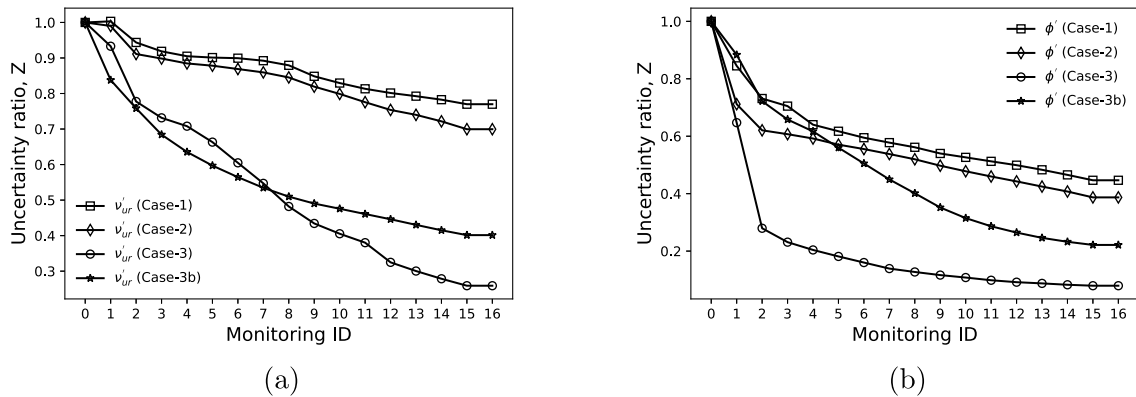 1.0
0.9
0.8
0.7
0.6
0.5
0.4
0.3
Uncertainty ratio, Z
ν′ur (Case-1)
ν′ur (Case-2)
ν′ur (Case-3)
ν′ur (Case-3b)
0 1 2 3 4 5 6 7 8 9 10 11 12 13 14 15 16
Monitoring ID
(a)
1.0
0.8
0.6
0.4
0.2
Uncertainty ratio, Z
ϕ′ (Case-1)
ϕ′ (Case-2)
ϕ′ (Case-3)
ϕ′ (Case-3b)
0 1 2 3 4 5 6 7 8 9 10 11 12 13 14 15 16
Monitoring ID
(b)